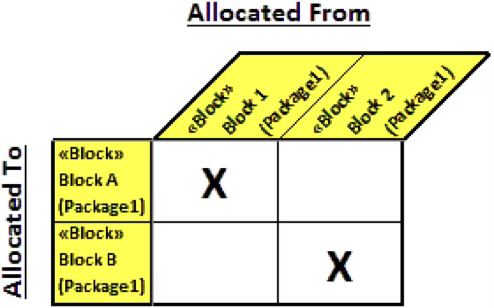 Allocated From
«Block»
Block 1
(Package1)
«Block»
Block 2
(Package1)
Allocated To
«Block»
Block A
(Package1)
X
«Block»
Block B
(Package1)
X